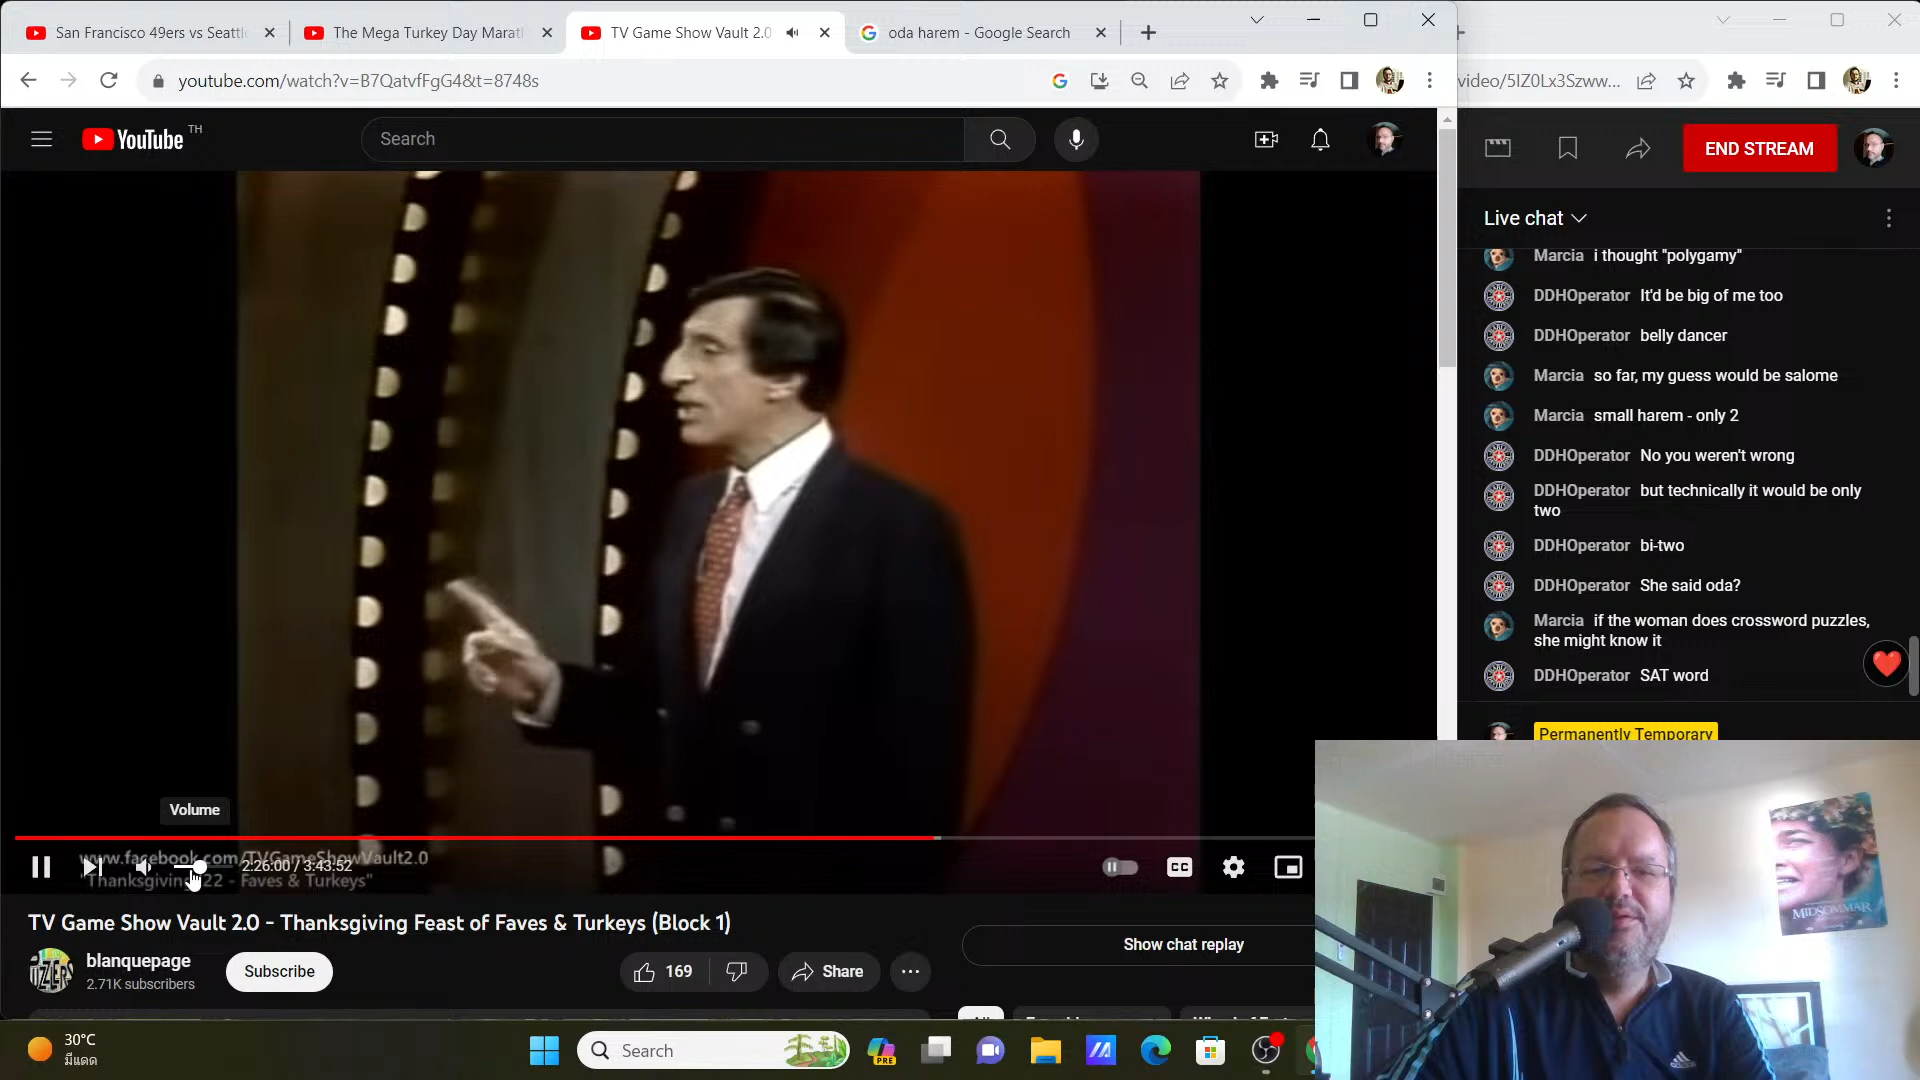 San Francisco 49ers vs Seattl
The Mega Turkey Day Marat
TV Game Show Vault 2.0
oda harem - Google Search
youtube.com/watch?v=B7QatvfFgG4&t=8748s
video/5IZ0Lx3Szww...
YouTube TH
Search
END STREAM
Live chat
Marcia i thought "polygamy"
DDHOperator It'd be big of me too
DDHOperator belly dancer
Marcia so far, my guess would be salome
Marcia small harem - only 2
DDHOperator No you weren't wrong
DDHOperator but technically it would be only
two
DDHOperator bi-two
DDHOperator She said oda?
Marcia if the woman does crossword puzzles,
she might know it
DDHOperator SAT word
Permanently Temporary
Volume
www.facebook.com/TVGameShowVault2.0
2:26:00 / 3:43:52
CC
TV Game Show Vault 2.0 - Thanksgiving Feast of Faves & Turkeys (Block 1)
blanquepage
2.71K subscribers
Subscribe
169
Share
Show chat replay
MIDSOMMAR
30°C
มีแดด
Search
PRE
adidas